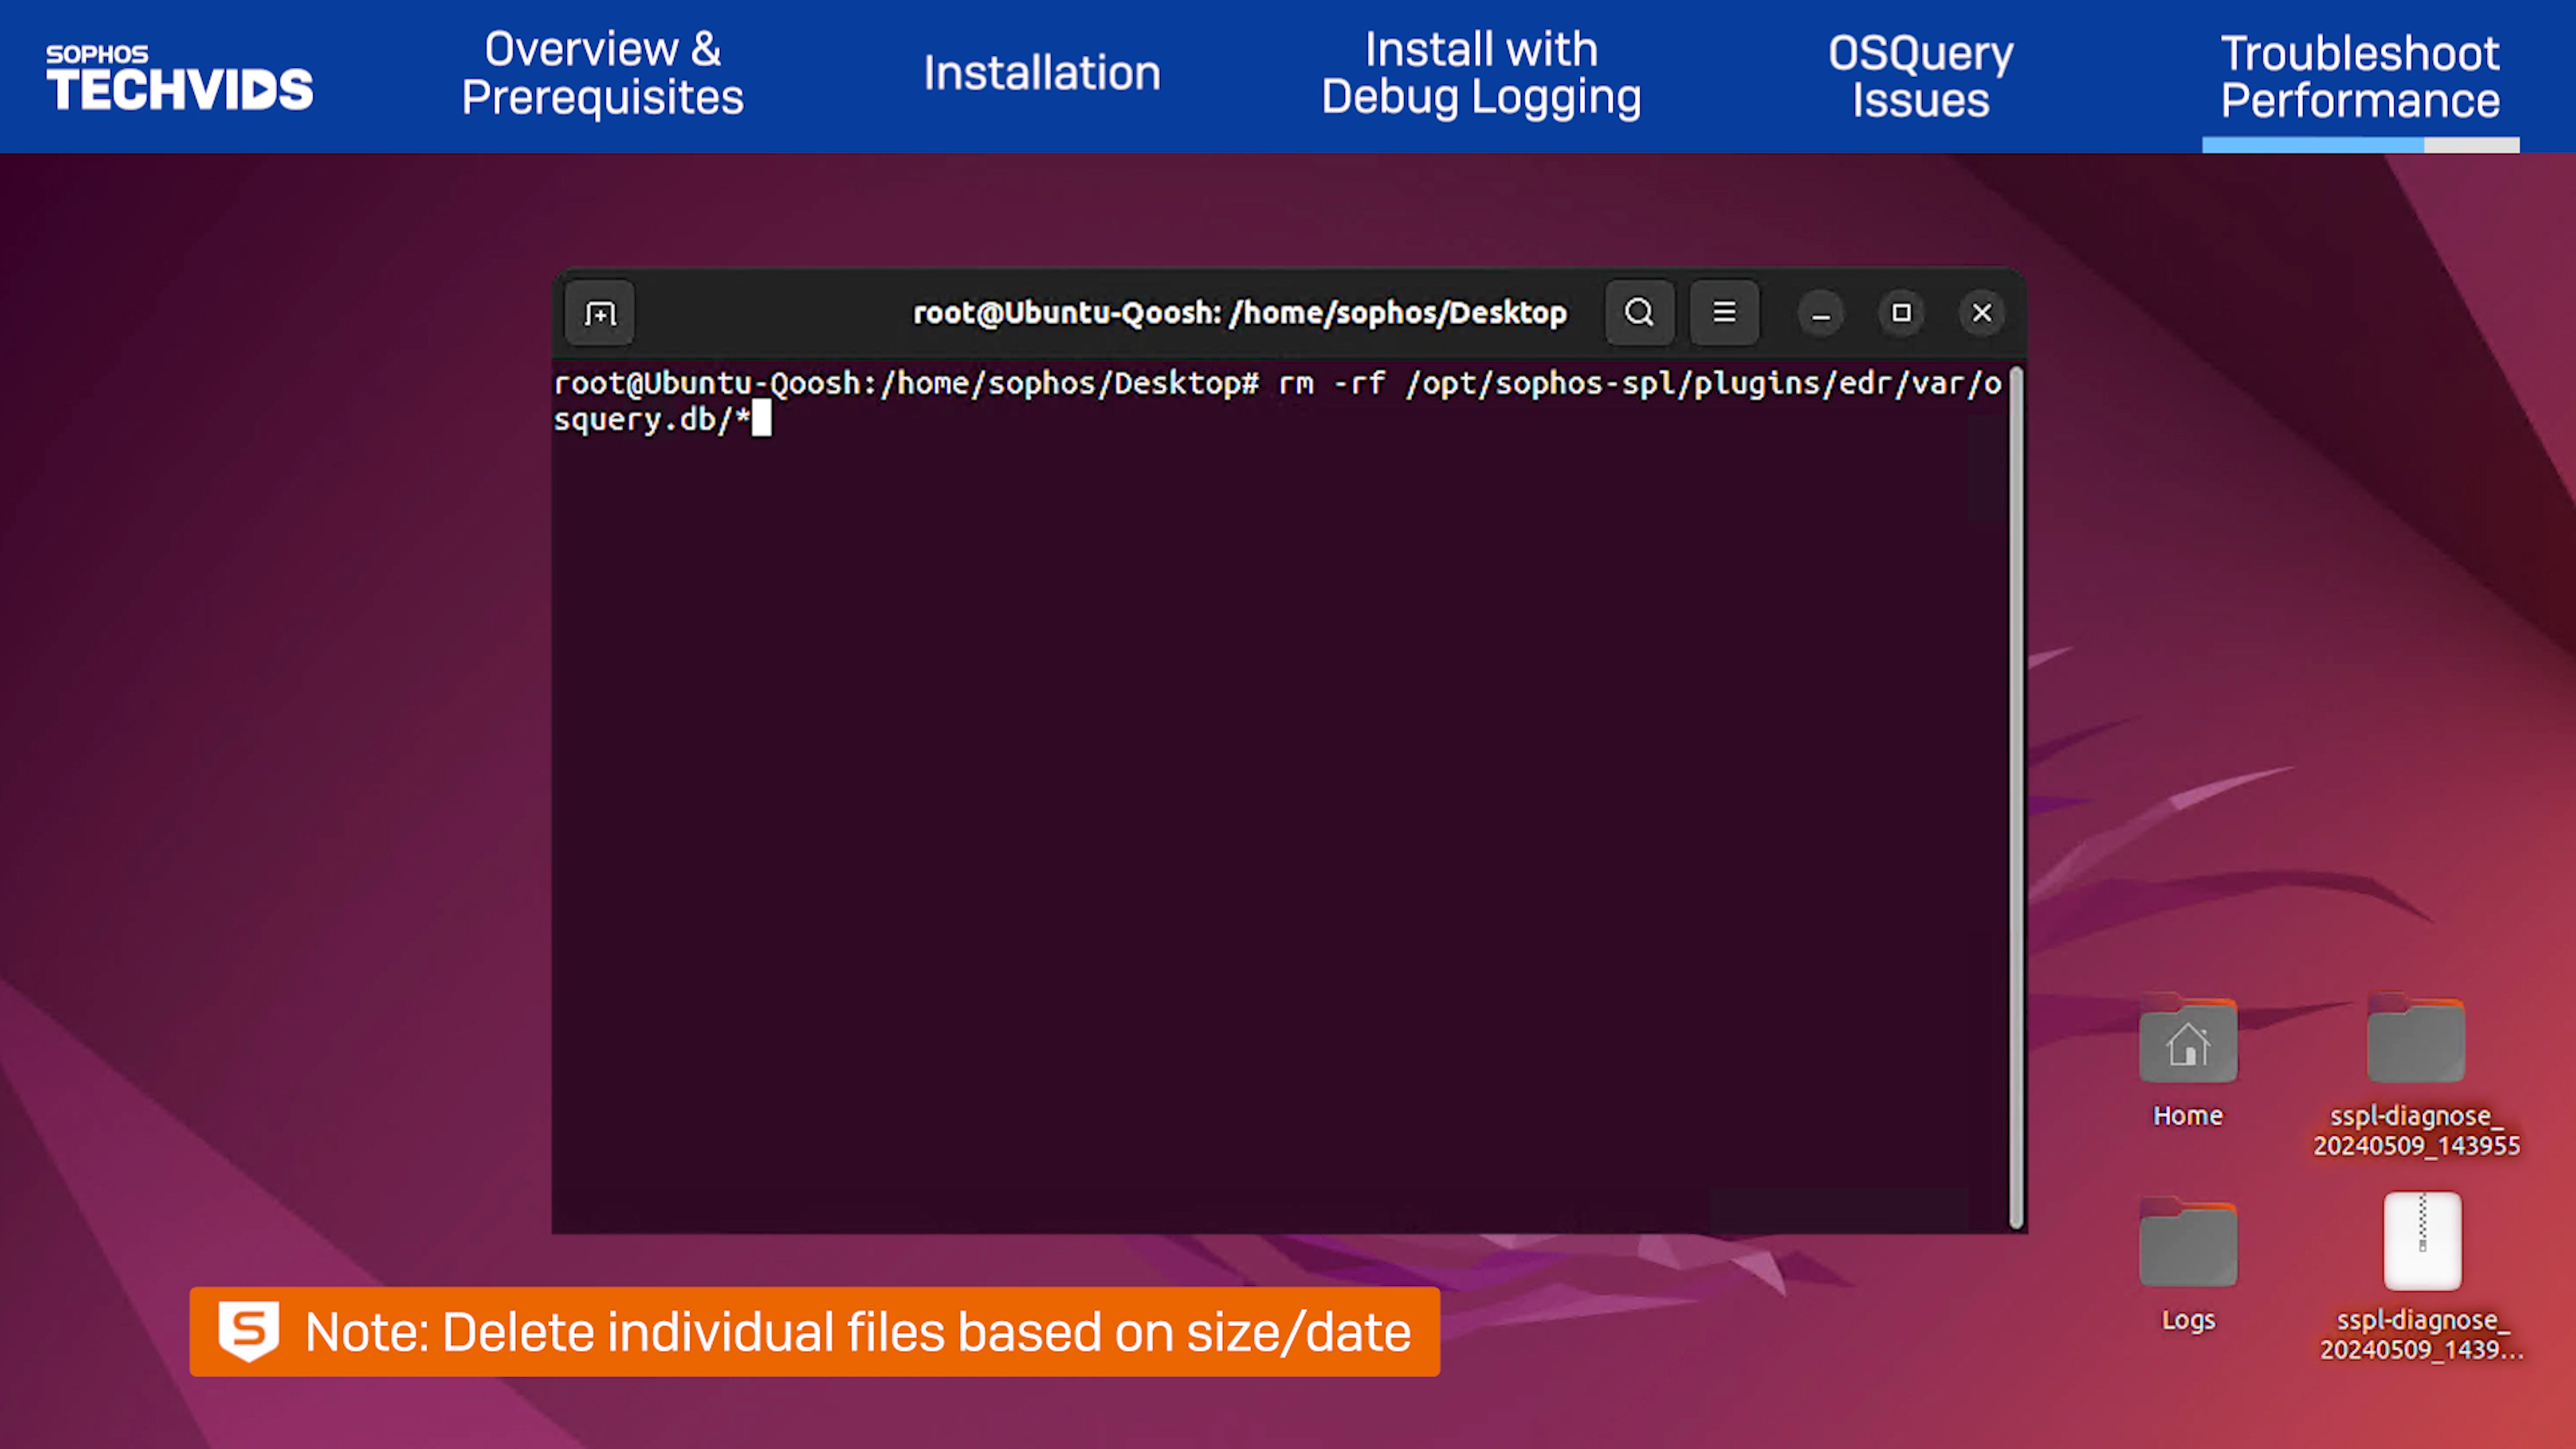 SOPHOS
TECHVIDS
Overview &
Prerequisites
Installation
Install with
Debug Logging
OSQuery
Issues
Troubleshoot
Performance
root@Ubuntu-Qoosh: /home/sophos/Desktop
root@Ubuntu-Qoosh:/home/sophos/Desktop# rm -rf /opt/sophos-spl/plugins/edr/var/o
squery.db/*
Home
sspl-diagnose_
20240509_143955
Logs
sspl-diagnose_
20240509_1439...
S
Note: Delete individual files based on size/date